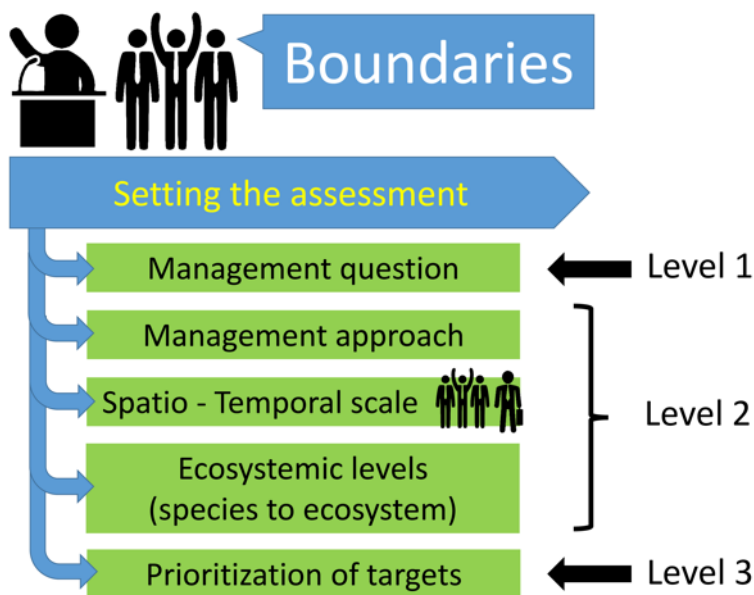 Boundaries
Setting the assessment
Management question
Level 1
Management approach
Spatio - Temporal scale
Level 2
Ecosystemic levels
(species to ecosystem)
Prioritization of targets
Level 3